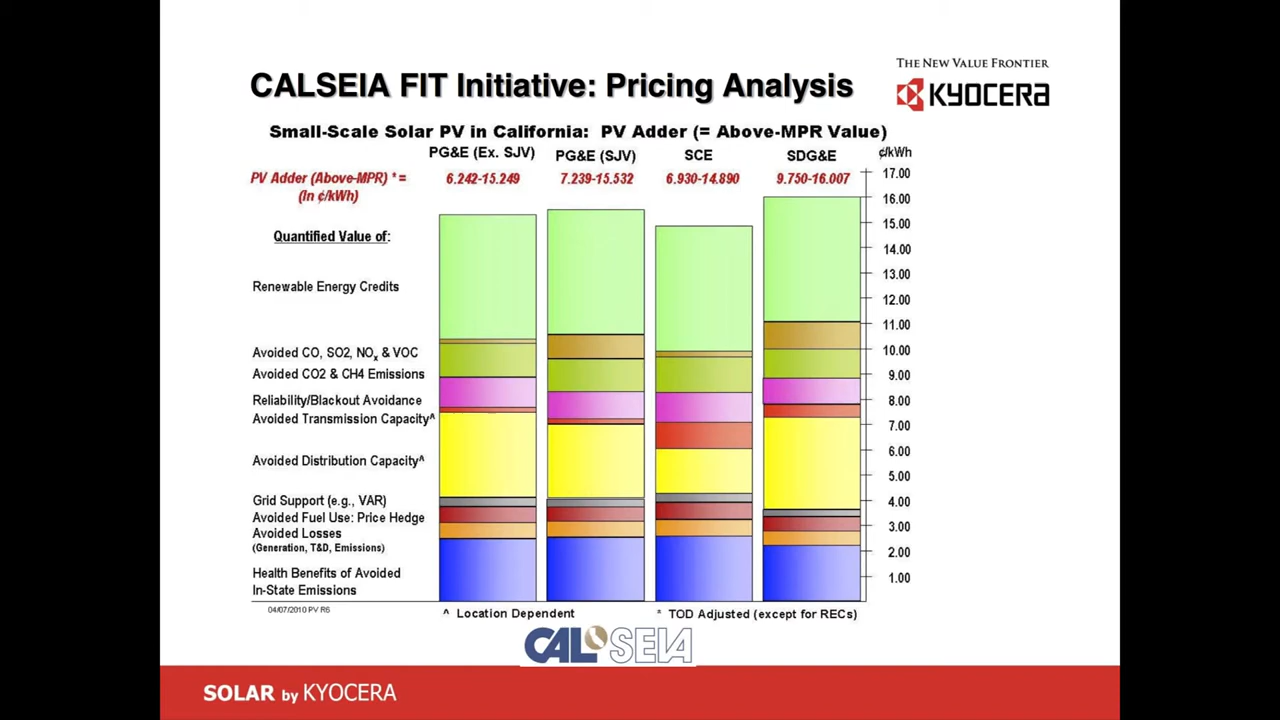 CALSEIA FIT Initiative: Pricing Analysis
THE NEW VALUE FRONTIER
KYOCERA
Small-Scale Solar PV in California: PV Adder (= Above-MPR Value)
PG&E (Ex. SJV) PG&E (SJV) SCE SDG&E ¢/kWh
PV Adder (Above-MPR) * = 6.242-15.249 7.239-15.532 6.930-14.890 9.750-16.007
(In ¢/kWh)
17.00
16.00
15.00
14.00
13.00
12.00
11.00
10.00
9.00
8.00
7.00
6.00
5.00
4.00
3.00
2.00
1.00
Quantified Value of:
Renewable Energy Credits
Avoided CO, SO2, NOx & VOC
Avoided CO2 & CH4 Emissions
Reliability/Blackout Avoidance
Avoided Transmission Capacity^
Avoided Distribution Capacity^
Grid Support (e.g., VAR)
Avoided Fuel Use: Price Hedge
Avoided Losses
(Generation, T&D, Emissions)
Health Benefits of Avoided
In-State Emissions
04/07/2010 PV R6
^ Location Dependent
* TOD Adjusted (except for RECs)
CALSEIA
SOLAR by KYOCERA